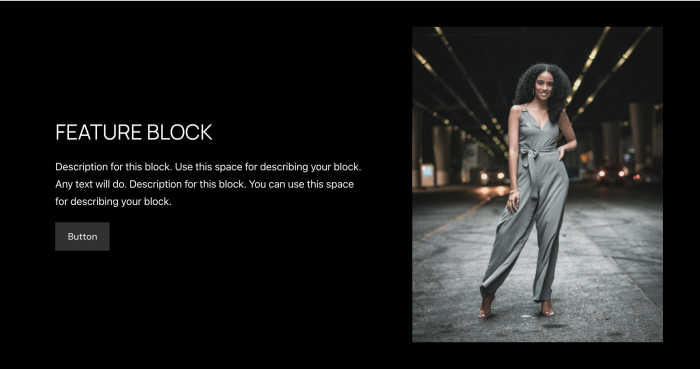 FEATURE BLOCK
Description for this block. Use this space for describing your block.
Any text will do. Description for this block. You can use this space
for describing your block.
Button